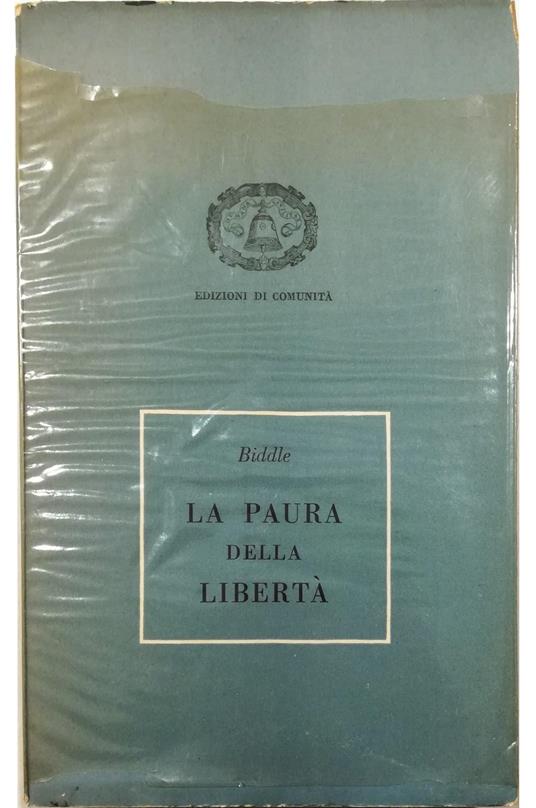 EDIZIONI DI COMUNITÀ
Biddle
LA PAURA
DELLA
LIBERTÀ